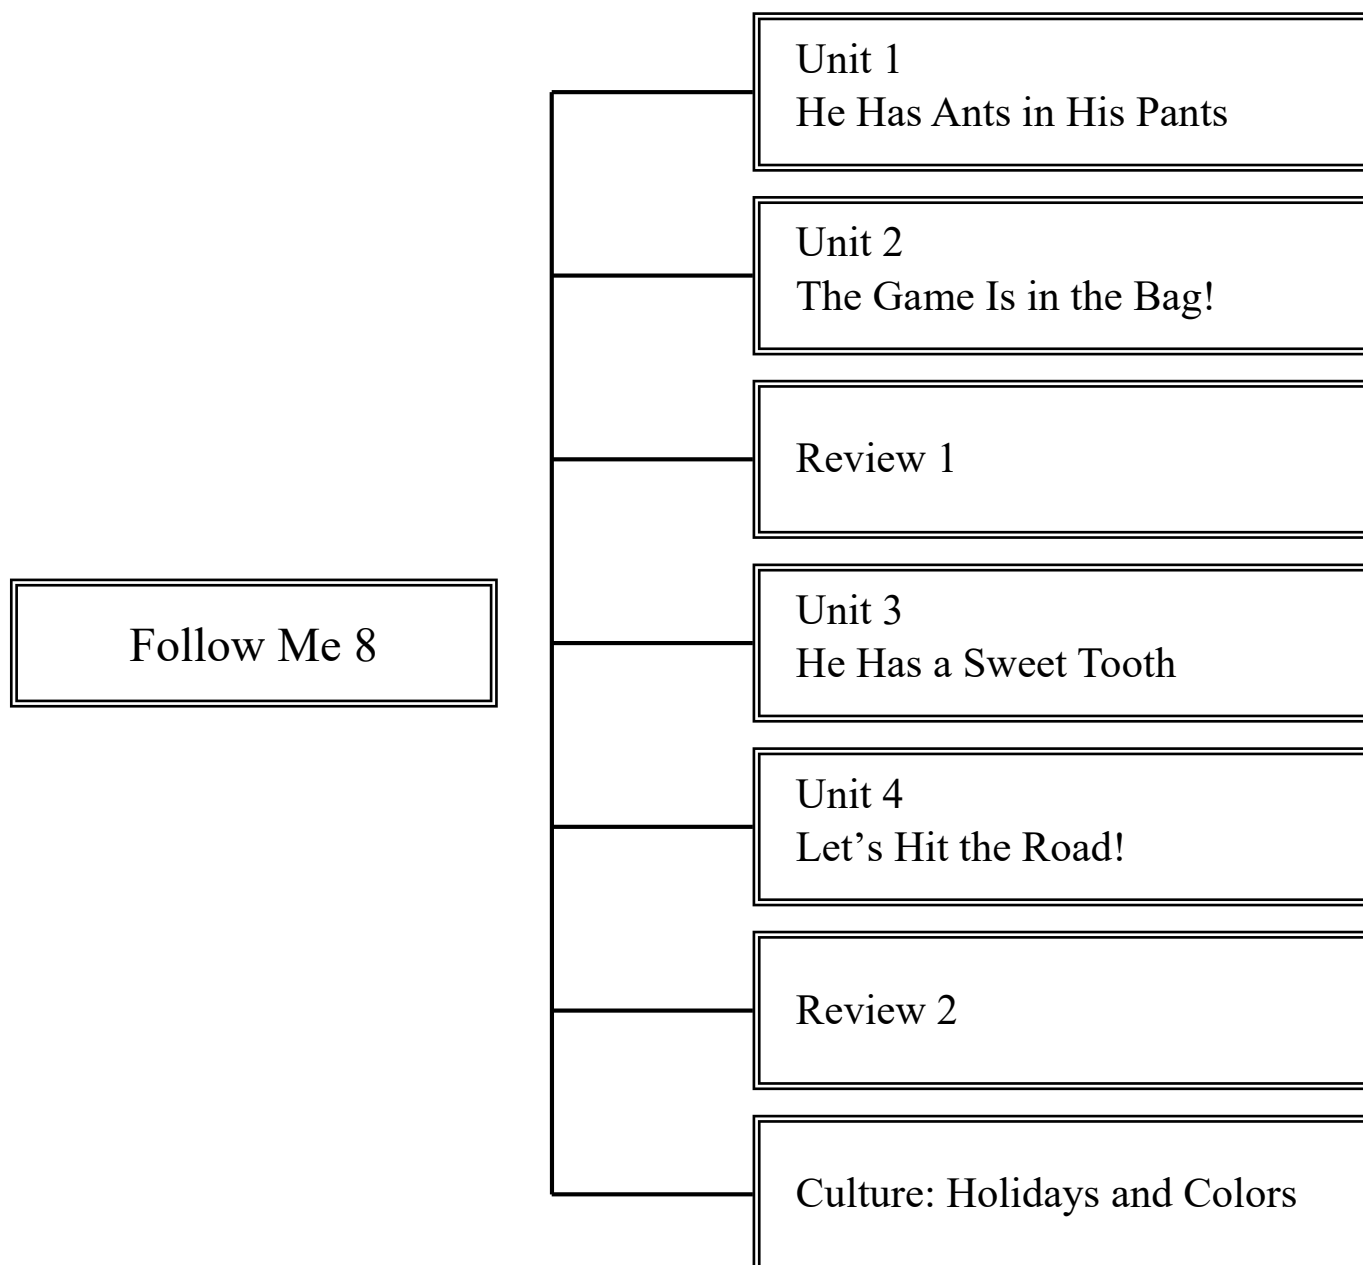 Follow Me 8
Unit 1
He Has Ants in His Pants
Unit 2
The Game Is in the Bag!
Review 1
Unit 3
He Has a Sweet Tooth
Unit 4
Let’s Hit the Road!
Review 2
Culture: Holidays and Colors